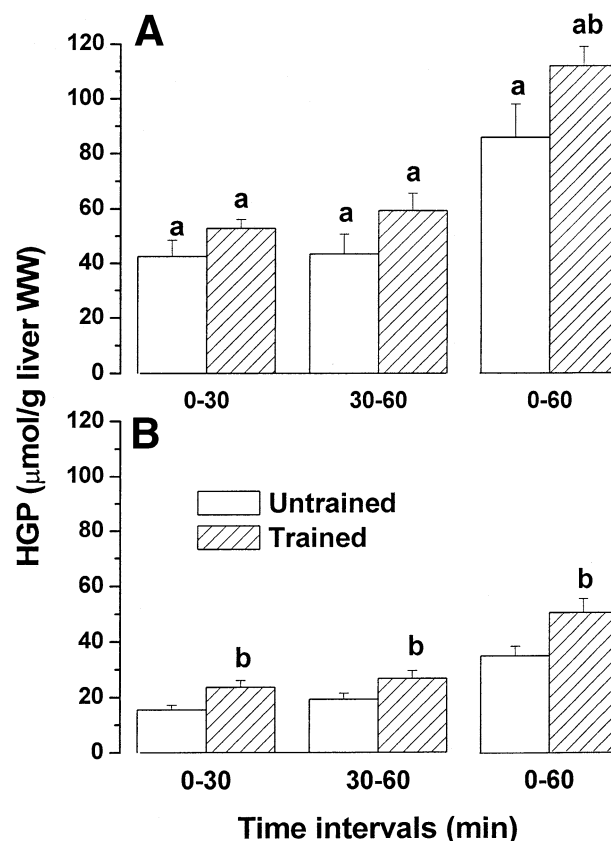 A
ab
120
100
a
80
60
a
a
a
a
40
20
0
0-30 30-60 0-60
HGP (μmol/g liver WW)
B
120
100
Untrained
Trained
80
60
b
40
b
b
20
0
0-30 30-60 0-60
Time intervals (min)